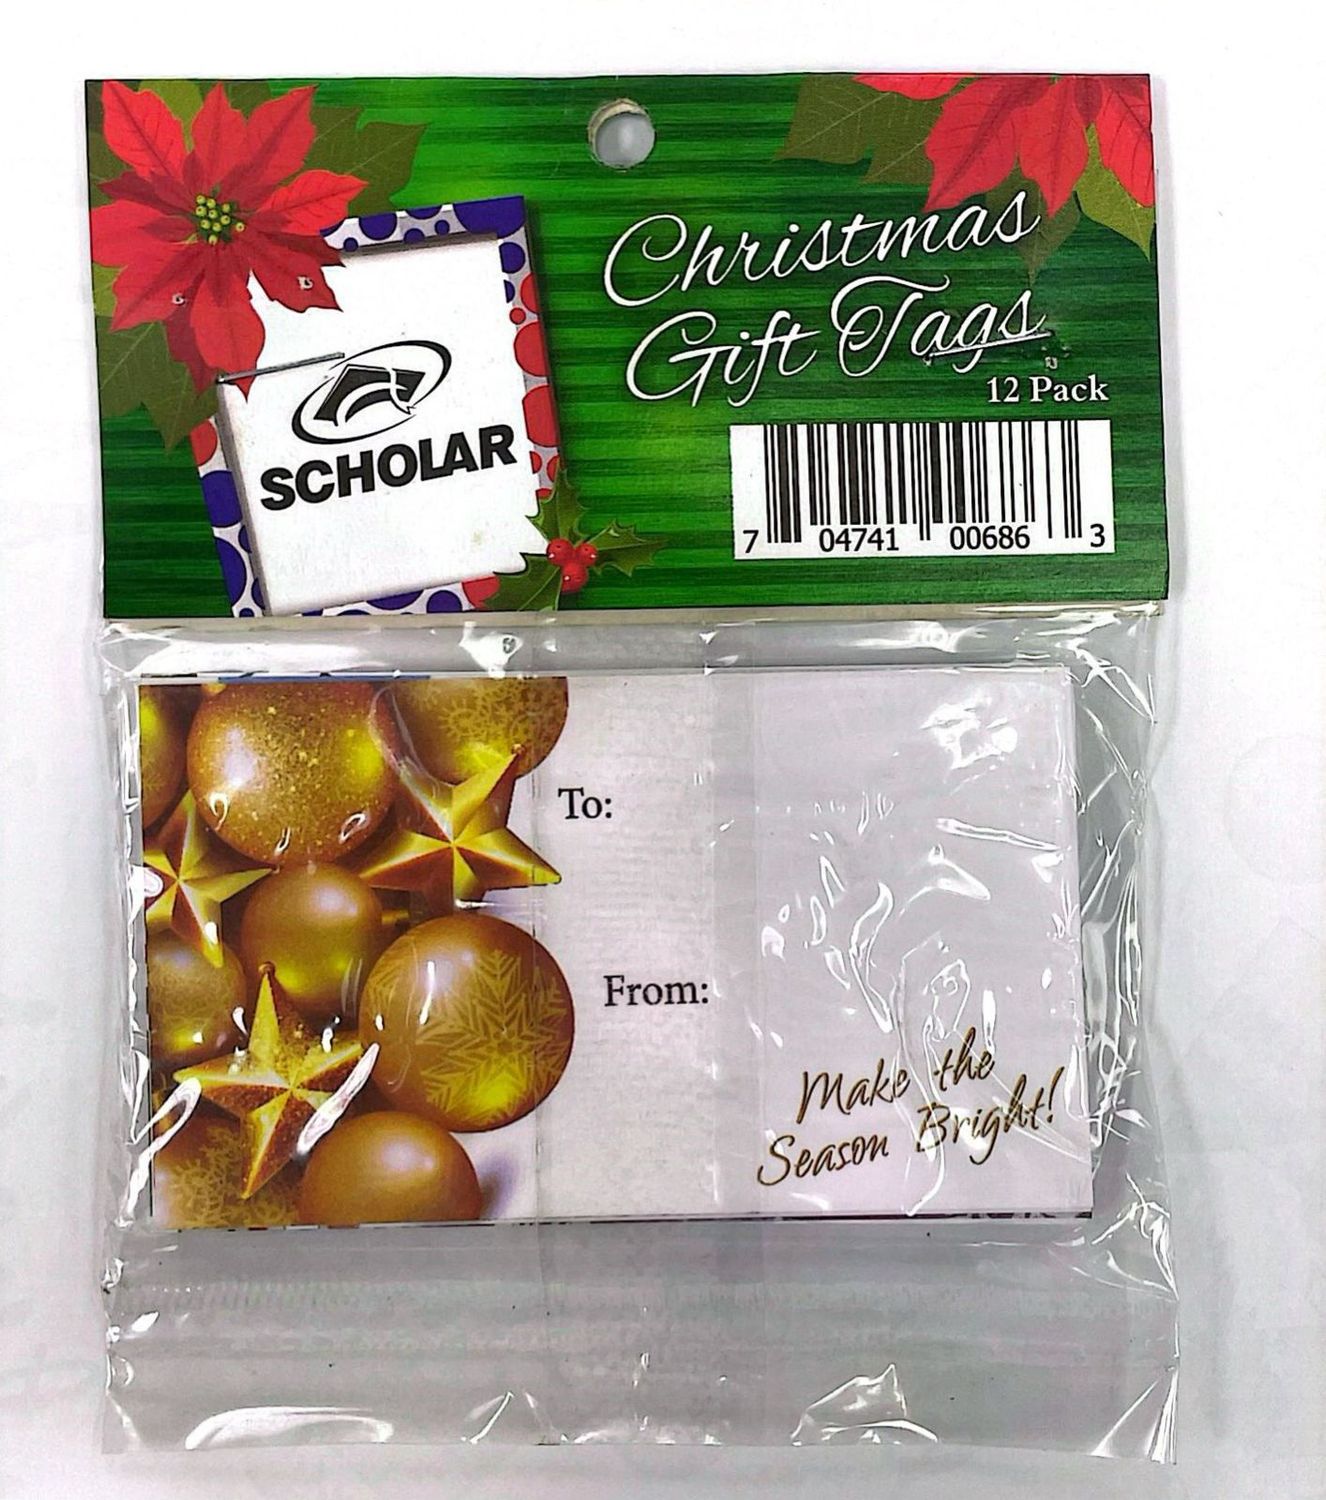 Christmas
Gift Tags
12 Pack
SCHOLAR
7 04741 00686 3
To:
From:
Make the
Season Bright!